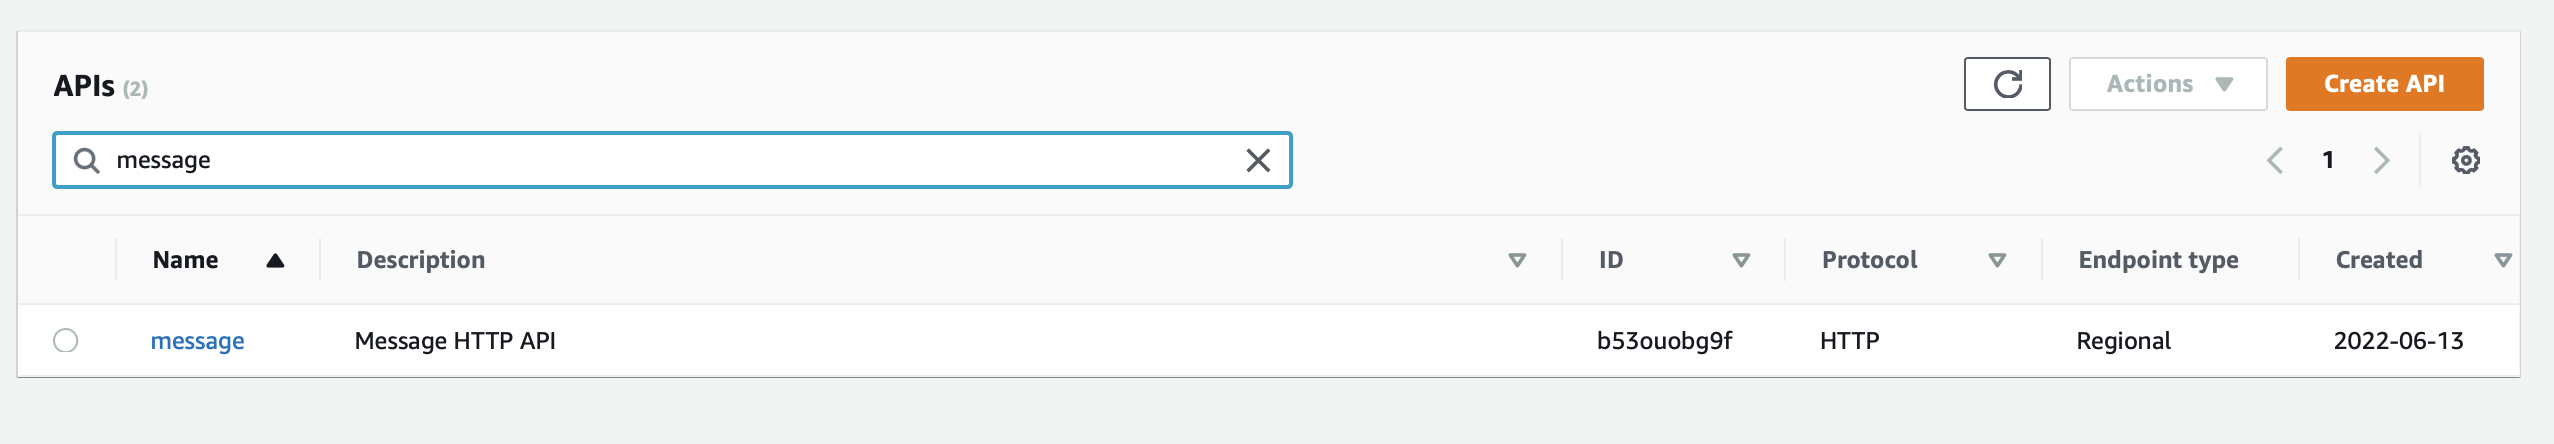 APIs (2)
Actions
Create API
message
1
Name Description ID Protocol Endpoint type Created
message Message HTTP API b53ouobg9f HTTP Regional 2022-06-13